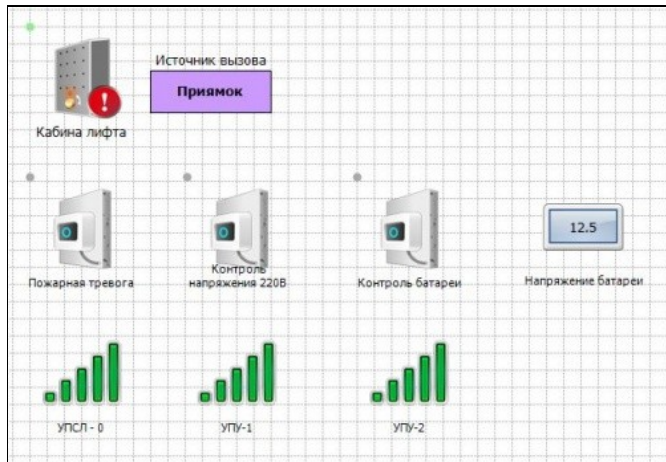 Источник вызова
Приямок
Кабина лифта
12.5
Пожарная тревога
Контроль
напряжения 220В
Контроль батареи
Напряжение батареи
УПСЛ - 0
УПУ-1
УПУ-2